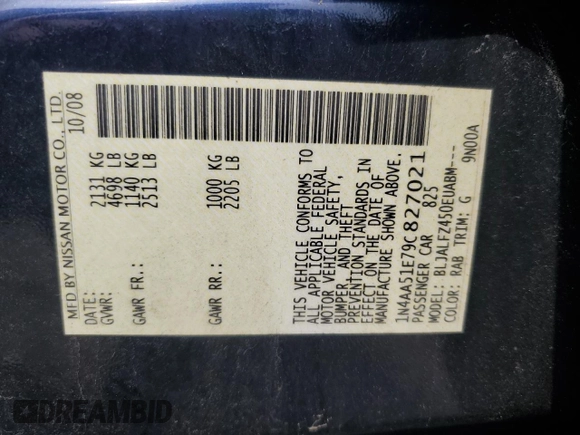 MFD BY NISSAN MOTOR CO., LTD.
DATE: 10/08
GVWR: 2131 KG
4698 LB
GAWR FR.: 1140 KG
2513 LB
GAWR RR.: 1000 KG
2205 LB
THIS VEHICLE CONFORMS TO
ALL APPLICABLE FEDERAL
MOTOR VEHICLE SAFETY,
BUMPER, AND THEFT
PREVENTION STANDARDS IN
EFFECT ON THE DATE OF
MANUFACTURE SHOWN ABOVE.
1N4AA51E79C827021
PASSENGER CAR 825
MODEL: BLJALFZ450EUABM---
COLOR: RAB TRIM: G 9N00A
DREAMBID